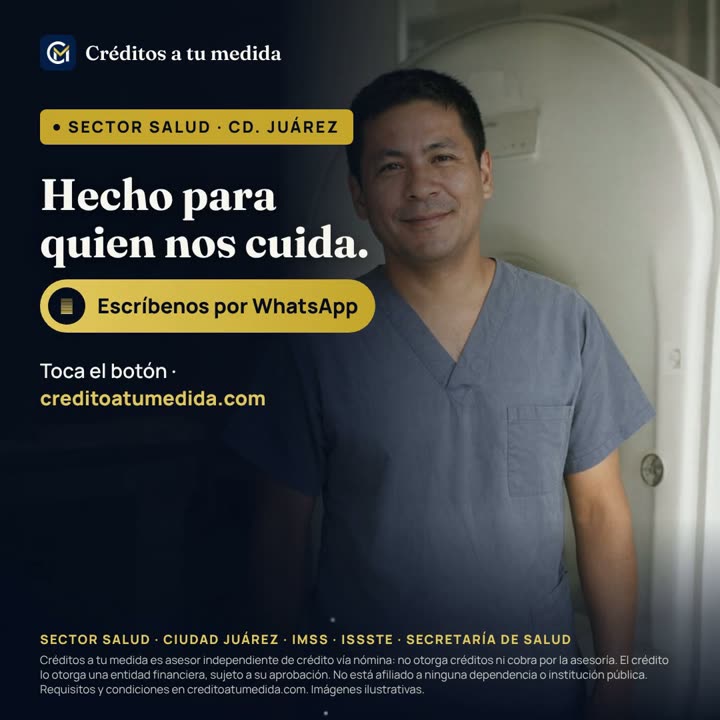 Créditos a tu medida
• SECTOR SALUD · CD. JUÁREZ
Hecho para
quien nos cuida.
Escríbenos por WhatsApp
Toca el botón ·
creditoatumedida.com
SECTOR SALUD · CIUDAD JUÁREZ · IMSS · ISSSTE · SECRETARÍA DE SALUD
Créditos a tu medida es asesor independiente de crédito vía nómina: no otorga créditos ni cobra por la asesoría. El crédito
lo otorga una entidad financiera, sujeto a su aprobación. No está afiliado a ninguna dependencia o institución pública.
Requisitos y condiciones en creditoatumedida.com. Imágenes ilustrativas.